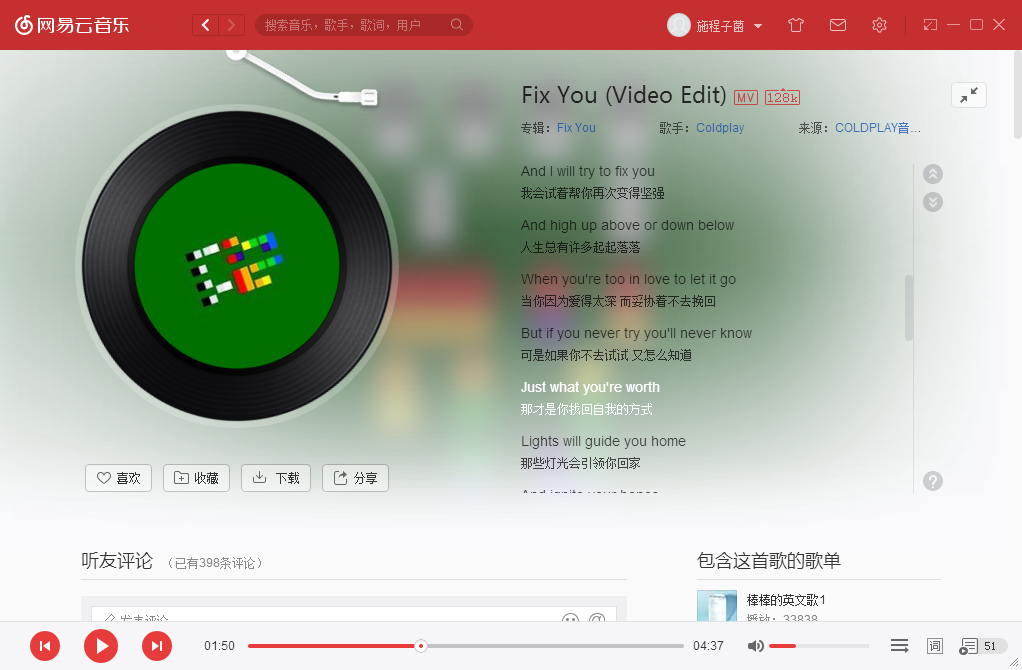 网易云音乐
搜索音乐，歌手，歌词，用户
施程子菌
Fix You (Video Edit) MV 128k
专辑：Fix You 歌手：Coldplay 来源：COLDPLAY音...
And I will try to fix you
我会试着帮你再次变得坚强
And high up above or down below
人生总有许多起起落落
When you're too in love to let it go
当你因为爱得太深 而妥协着不去挽回
But if you never try you'll never know
可是如果你不去试试 又怎么知道
Just what you're worth
那才是你找回自我的方式
Lights will guide you home
那些灯光会引领你回家
喜欢 收藏 下载 分享
听友评论 （已有398条评论）
包含这首歌的歌单
发表评论
棒棒的英文歌1
播放：33838
01:50
04:37
词
51